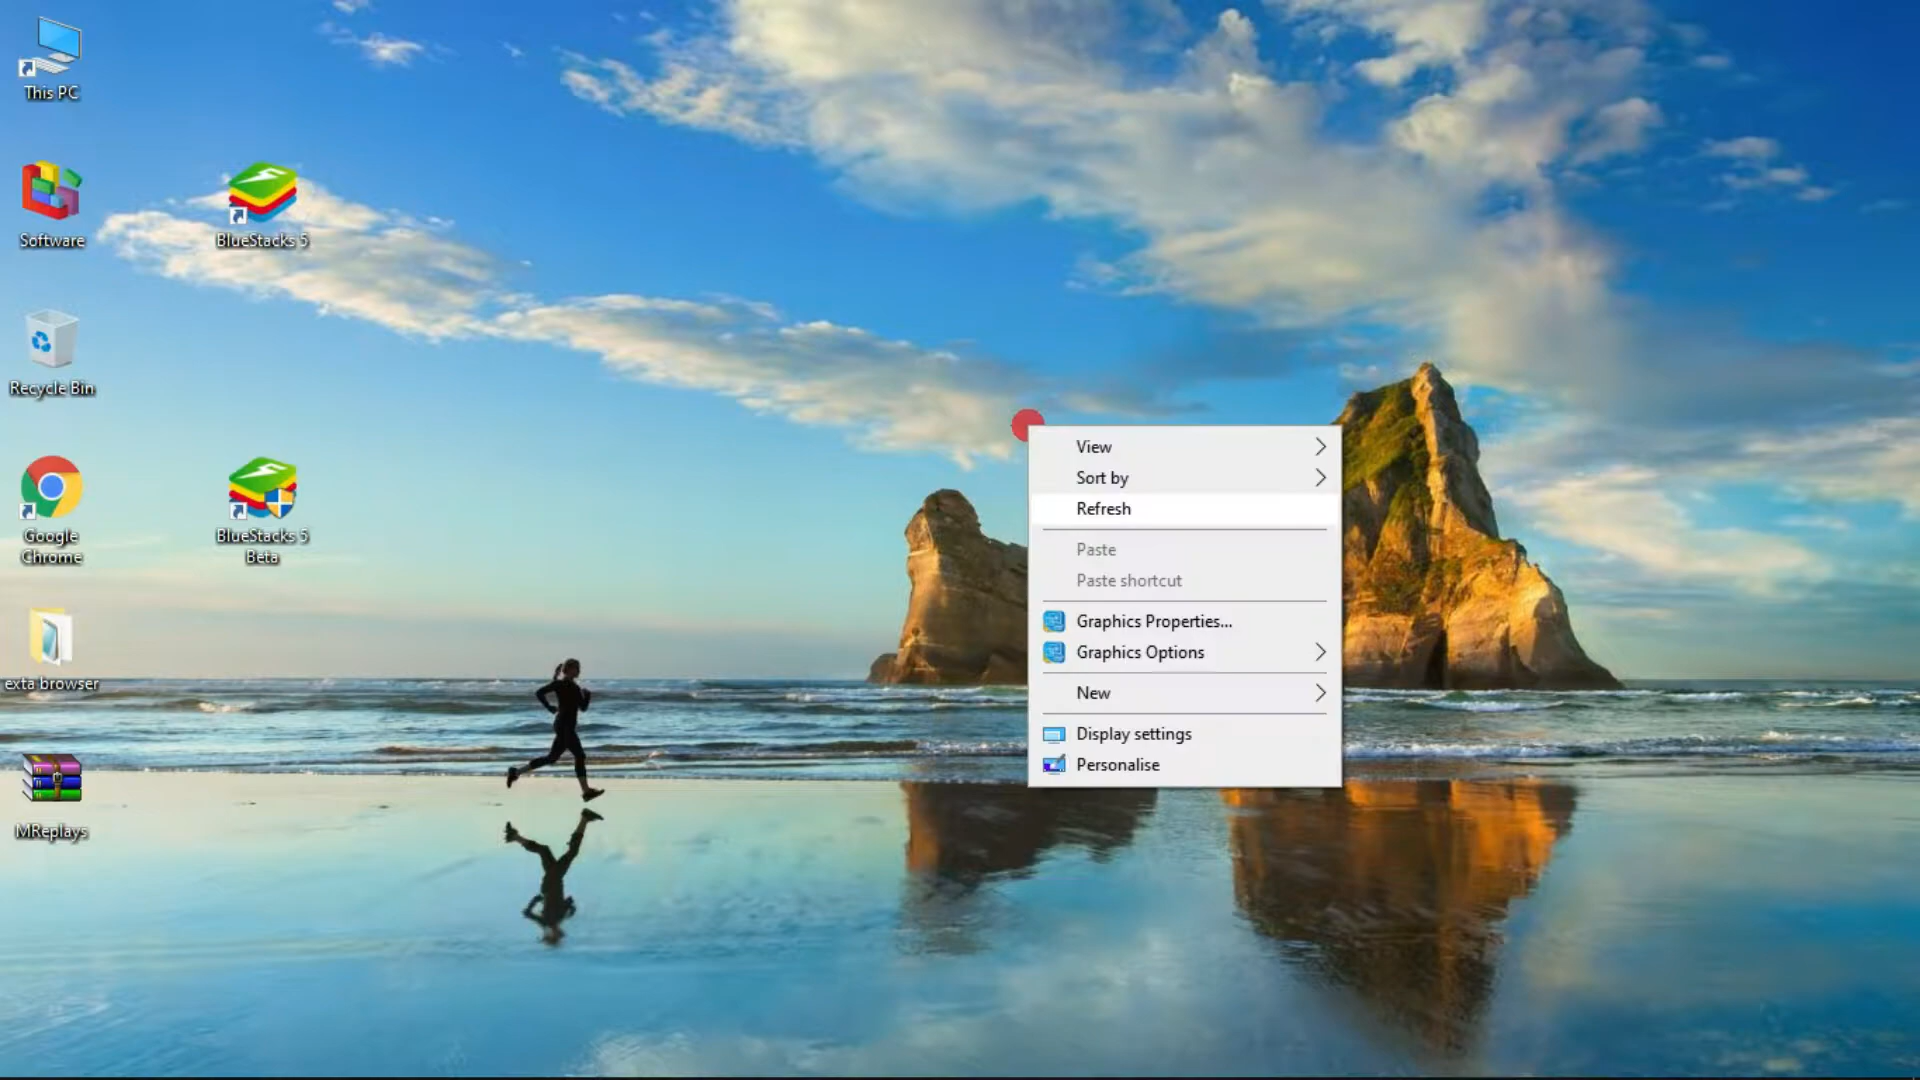 This PC
Software
BlueStacks 5
Recycle Bin
Google
Chrome
BlueStacks 5
Beta
exta browser
MReplays
View
Sort by
Refresh
Paste
Paste shortcut
Graphics Properties...
Graphics Options
New
Display settings
Personalise